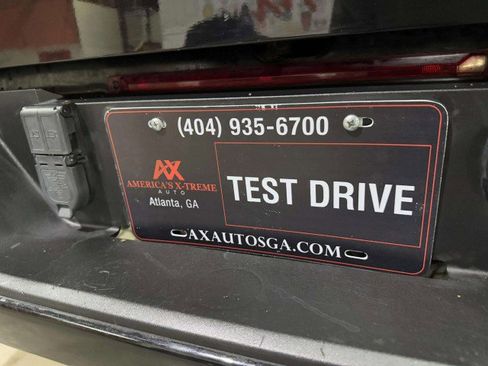 (404) 935-6700
AX
AMERICA'S X-TREME
AUTO
Atlanta, GA
TEST DRIVE
AXAUTOSGA.COM